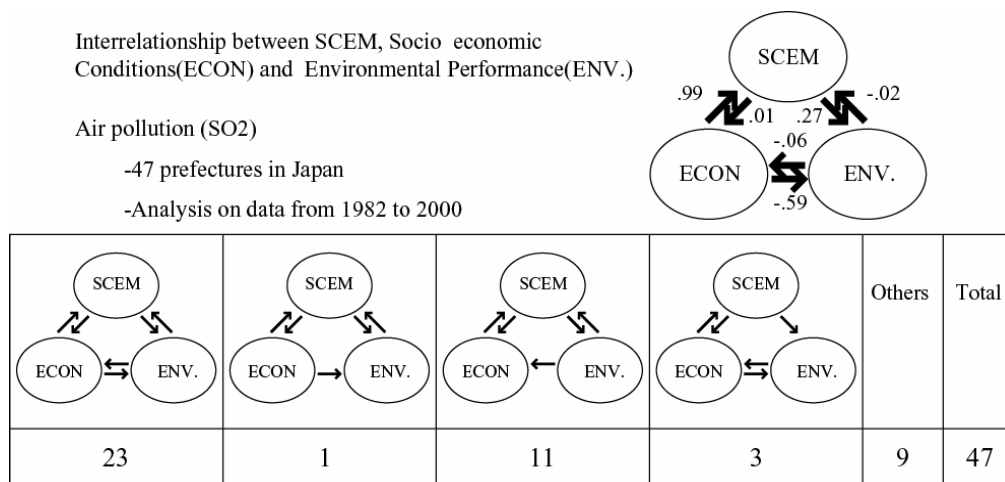 Interrelationship between SCEM, Socio economic
Conditions(ECON) and Environmental Performance(ENV.)
Air pollution (SO2)
-47 prefectures in Japan
-Analysis on data from 1982 to 2000
SCEM
.99
-.02
.01
.27
-.06
ECON
ENV.
-.59
SCEM
ECON
ENV.
SCEM
ECON
ENV.
SCEM
ECON
ENV.
SCEM
ECON
ENV.
Others
Total
23
1
11
3
9
47